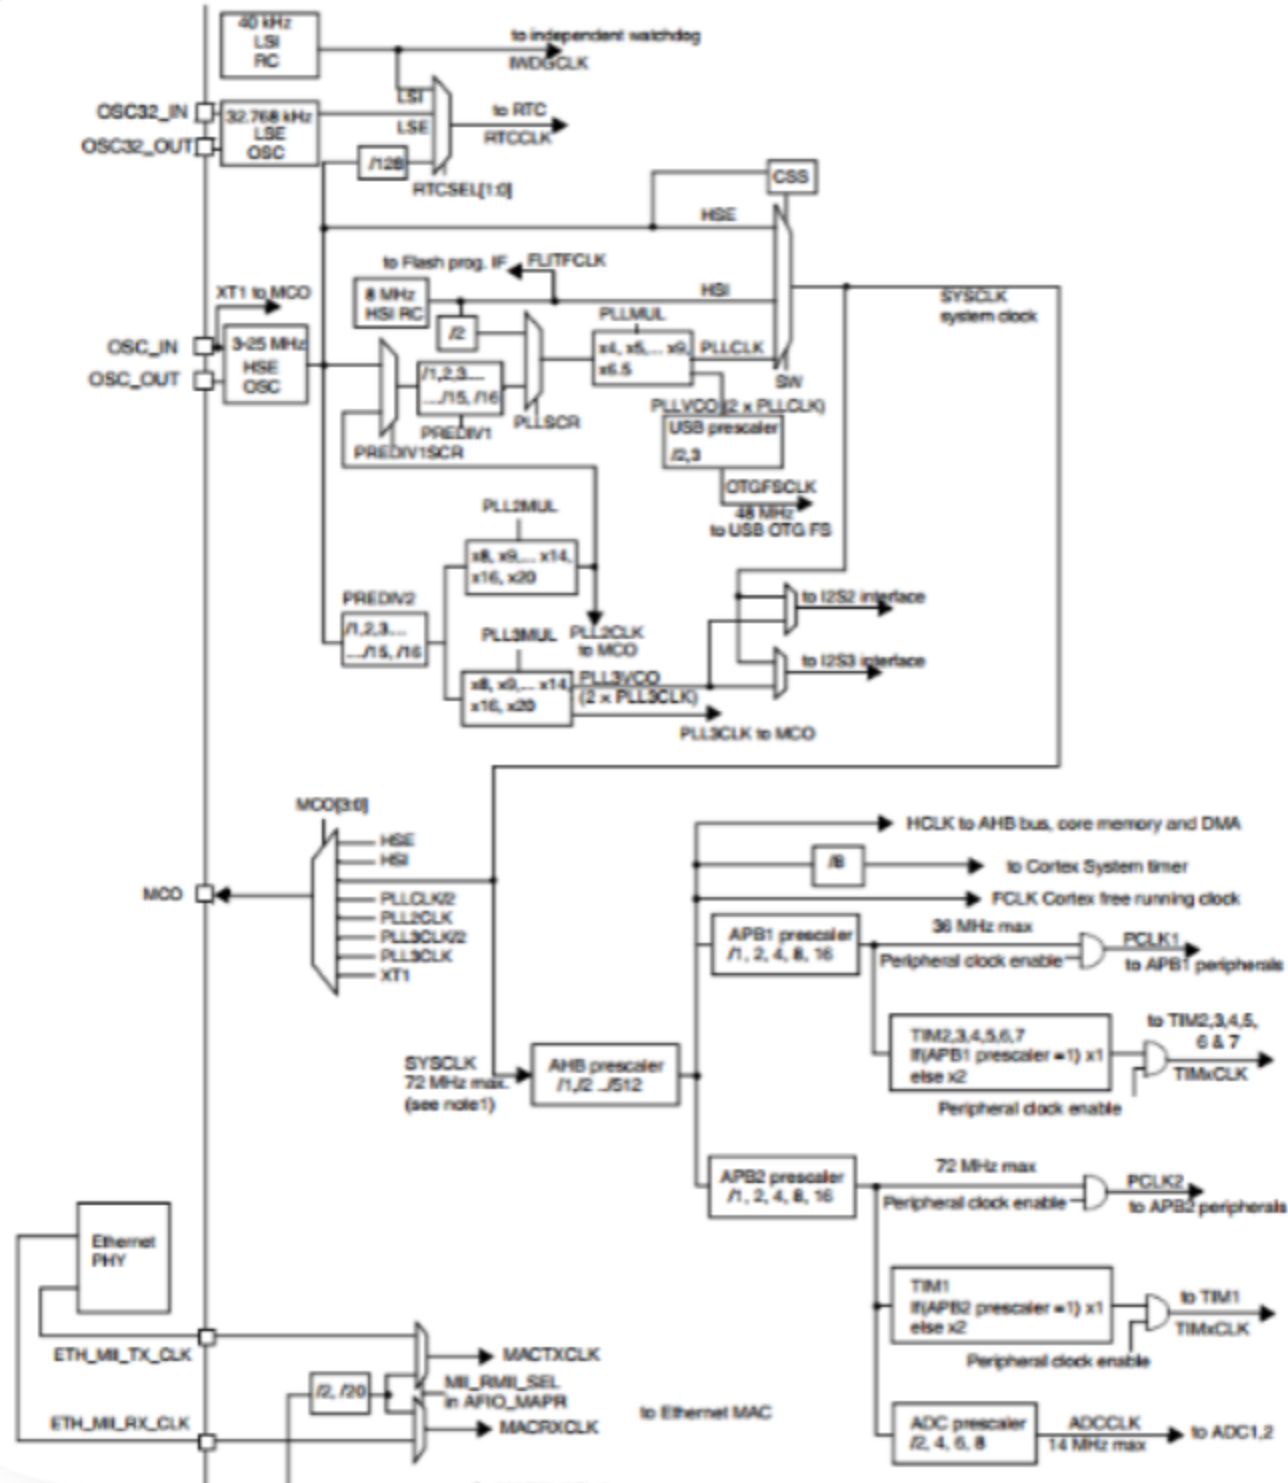 40 kHz
LSI
RC
to independent watchdog
IWDGCLK
LSI
OSC32_IN
OSC32_OUT
32.768 kHz
LSE
OSC
LSE
to RTC
RTCCLK
/128
RTCSEL[1:0]
CSS
HSE
to Flash prog. IF
FLITFCLK
XT1 to MCO
8 MHz
HSI RC
HSI
SYSCLK
system clock
/2
PLLMUL
x4, x5,... x9,
x6.5
PLLCLK
SW
OSC_IN
OSC_OUT
3-25 MHz
HSE
OSC
/1,2,3....
..../15, /16
PREDIV1
PLLSCR
PREDIV1SCR
PLLVCO (2 x PLLCLK)
USB prescaler
/2,3
OTGFSCLK
48 MHz
to USB OTG FS
PLL2MUL
x8, x9,... x14,
x16, x20
PREDIV2
/1,2,3....
..../15, /16
PLL2CLK
to MCO
PLL3MUL
x8, x9,... x14,
x16, x20
PLL3VCO
(2 x PLL3CLK)
PLL3CLK to MCO
to I2S2 interface
to I2S3 interface
MCO[3:0]
HSE
HSI
PLLCLK/2
PLL2CLK
PLL3CLK/2
PLL3CLK
XT1
MCO
HCLK to AHB bus, core memory and DMA
/8
to Cortex System timer
FCLK Cortex free running clock
APB1 prescaler
/1, 2, 4, 8, 16
36 MHz max
Peripheral clock enable
PCLK1
to APB1 peripherals
TIM2,3,4,5,6,7
If(APB1 prescaler =1) x1
else x2
to TIM2,3,4,5,
6 & 7
TIMxCLK
Peripheral clock enable
SYSCLK
72 MHz max.
(see note1)
AHB prescaler
/1,/2 ../512
APB2 prescaler
/1, 2, 4, 8, 16
72 MHz max
Peripheral clock enable
PCLK2
to APB2 peripherals
TIM1
If(APB2 prescaler =1) x1
else x2
to TIM1
TIMxCLK
Peripheral clock enable
ADC prescaler
/2, 4, 6, 8
ADCCLK
14 MHz max
to ADC1,2
Ethernet
PHY
ETH_MII_TX_CLK
MACTXCLK
/2, /20
MII_RMII_SEL
in AFIO_MAPR
to Ethernet MAC
ETH_MII_RX_CLK
MACRXCLK